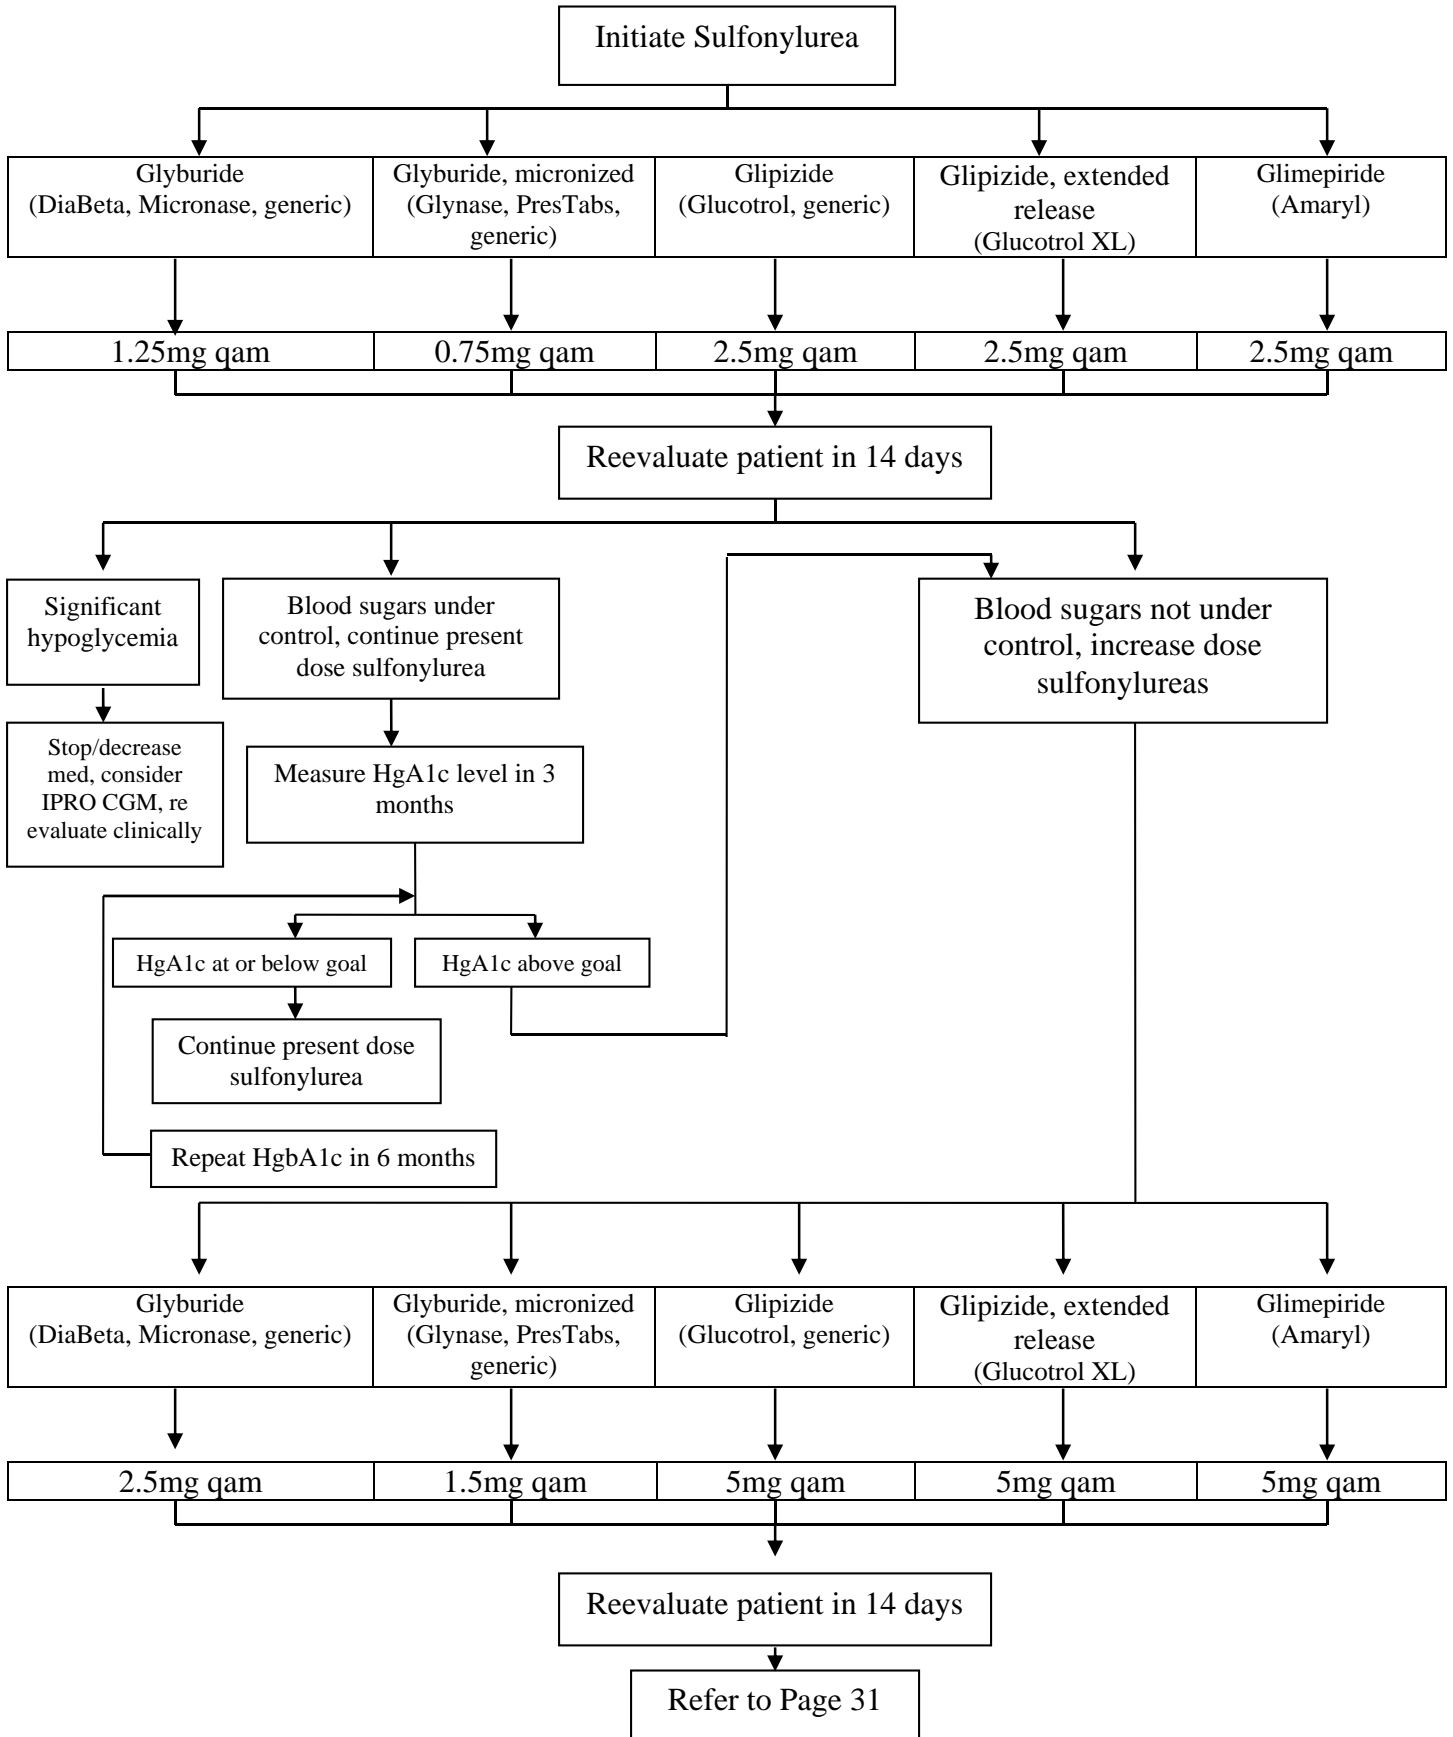 Initiate Sulfonylurea
Glyburide
(DiaBeta, Micronase, generic)
Glyburide, micronized
(Glynase, PresTabs,
generic)
Glipizide
(Glucotrol, generic)
Glipizide, extended
release
(Glucotrol XL)
Glimepiride
(Amaryl)
1.25mg qam
0.75mg qam
2.5mg qam
2.5mg qam
2.5mg qam
Reevaluate patient in 14 days
Significant
hypoglycemia
Blood sugars under
control, continue present
dose sulfonylurea
Blood sugars not under
control, increase dose
sulfonylureas
Stop/decrease
med, consider
IPRO CGM, re
evaluate clinically
Measure HgA1c level in 3
months
HgA1c at or below goal
HgA1c above goal
Continue present dose
sulfonylurea
Repeat HgbA1c in 6 months
Glyburide
(DiaBeta, Micronase, generic)
Glyburide, micronized
(Glynase, PresTabs,
generic)
Glipizide
(Glucotrol, generic)
Glipizide, extended
release
(Glucotrol XL)
Glimepiride
(Amaryl)
2.5mg qam
1.5mg qam
5mg qam
5mg qam
5mg qam
Reevaluate patient in 14 days
Refer to Page 31